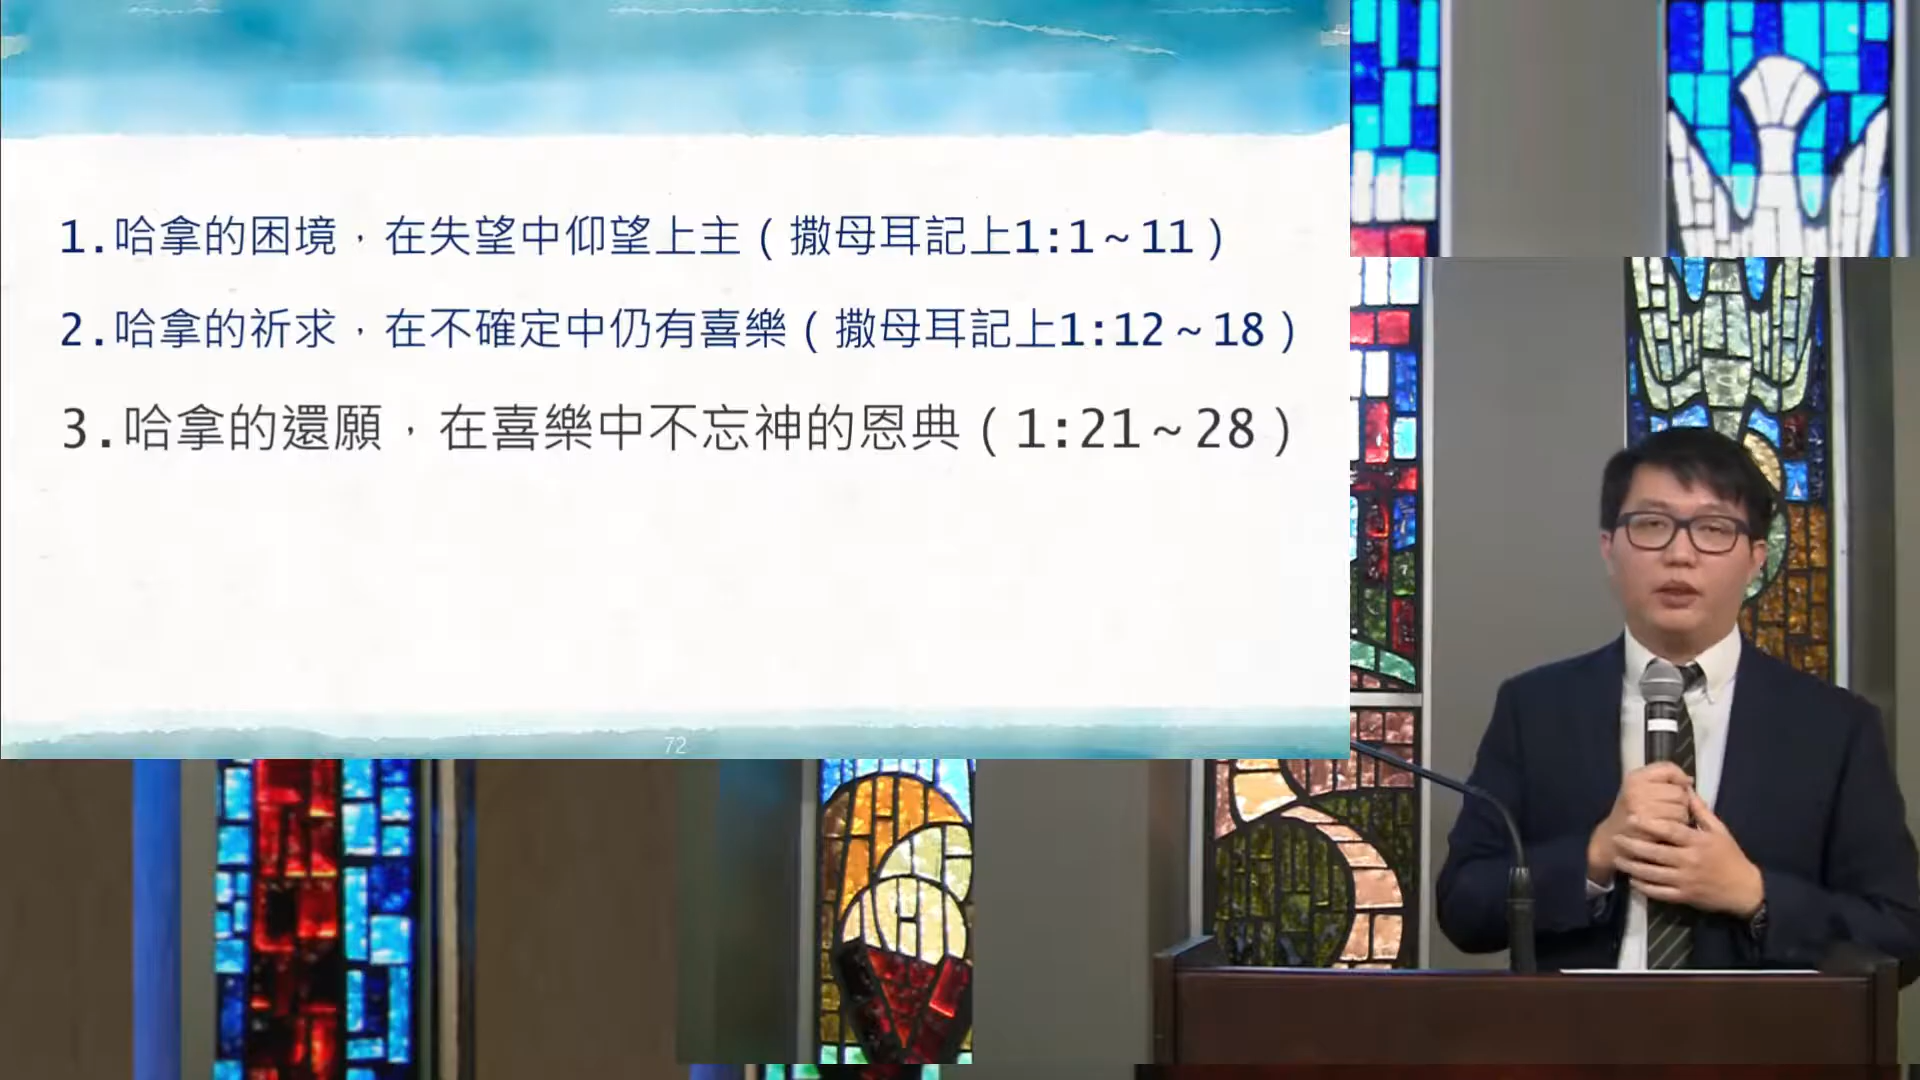 1.哈拿的困境，在失望中仰望上主（撒母耳記上1:1~11）
2.哈拿的祈求，在不確定中仍有喜樂（撒母耳記上1:12~18）
3.哈拿的還願，在喜樂中不忘神的恩典（1:21~28）
72